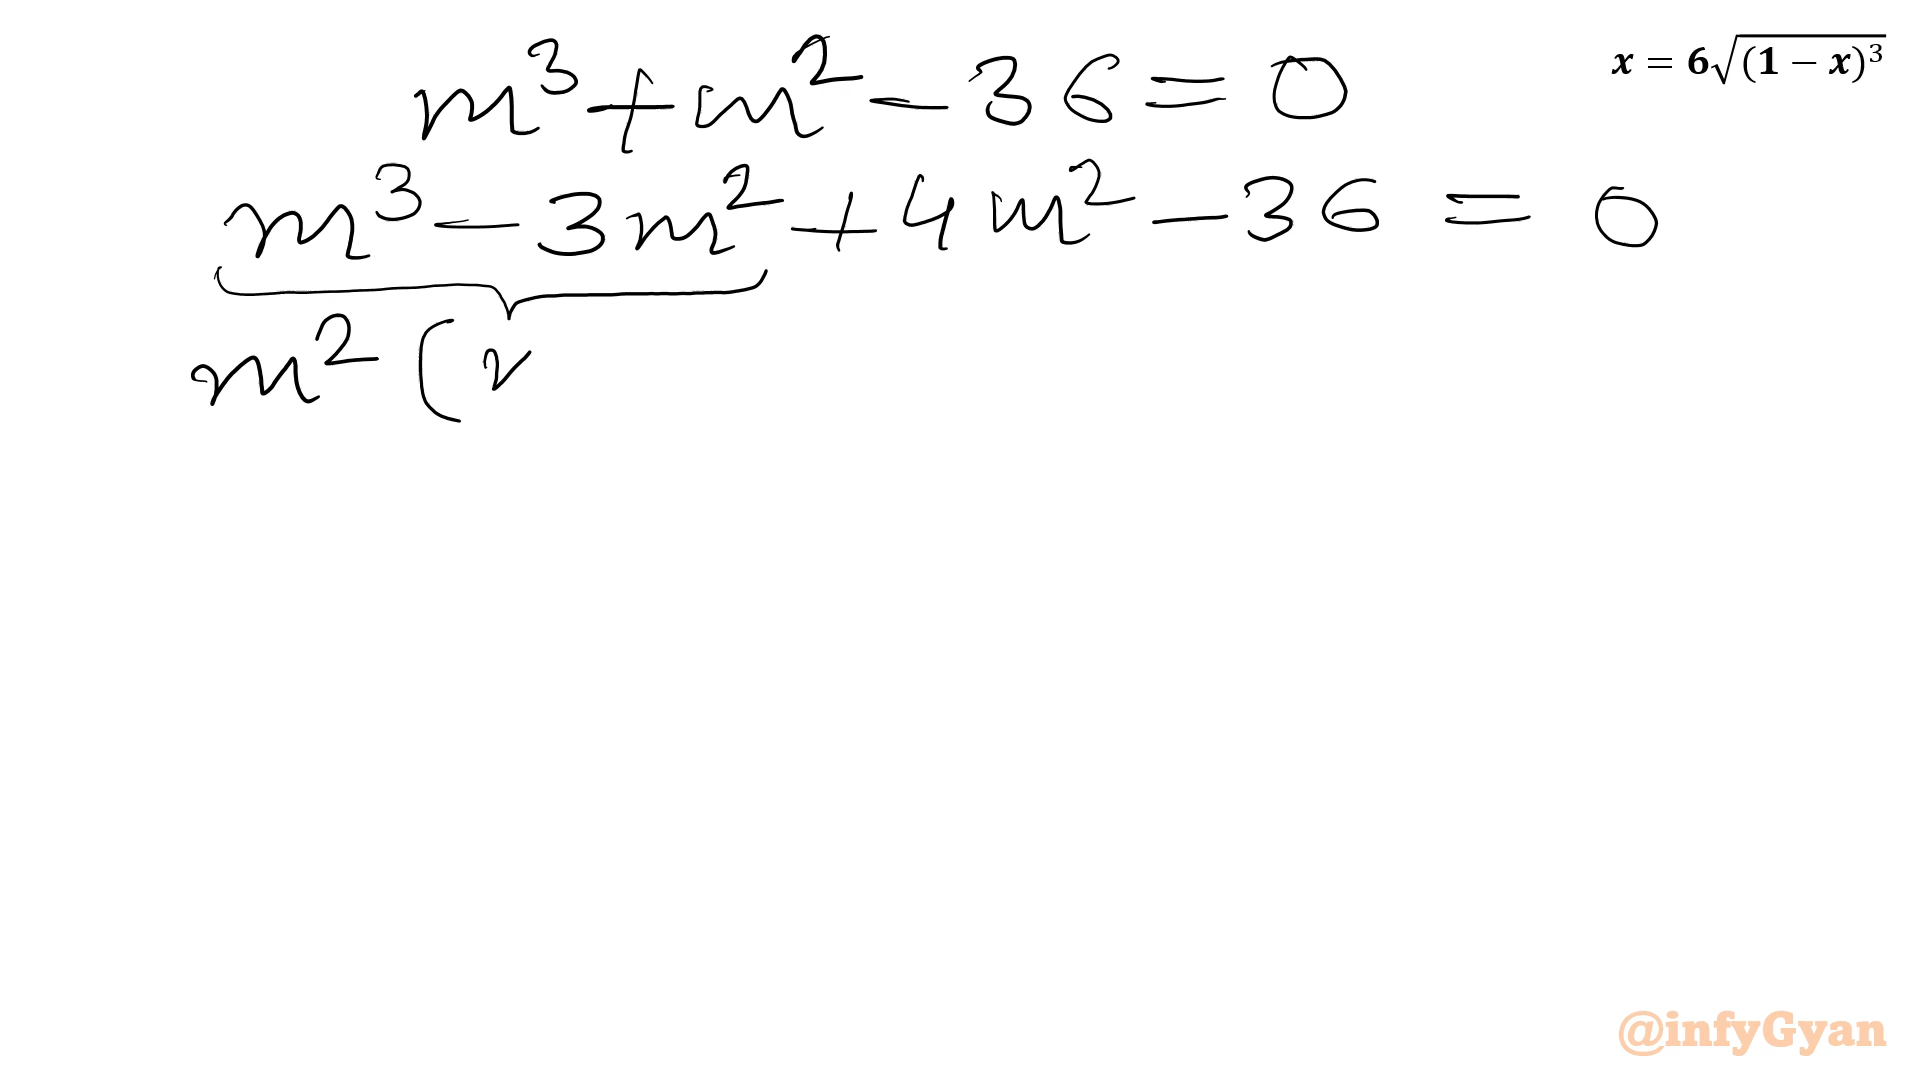 m³ + m² - 36 = 0
x = 6√(1 − x)³
m³ - 3m² + 4m² - 36 = 0
m² (
@infyGyan